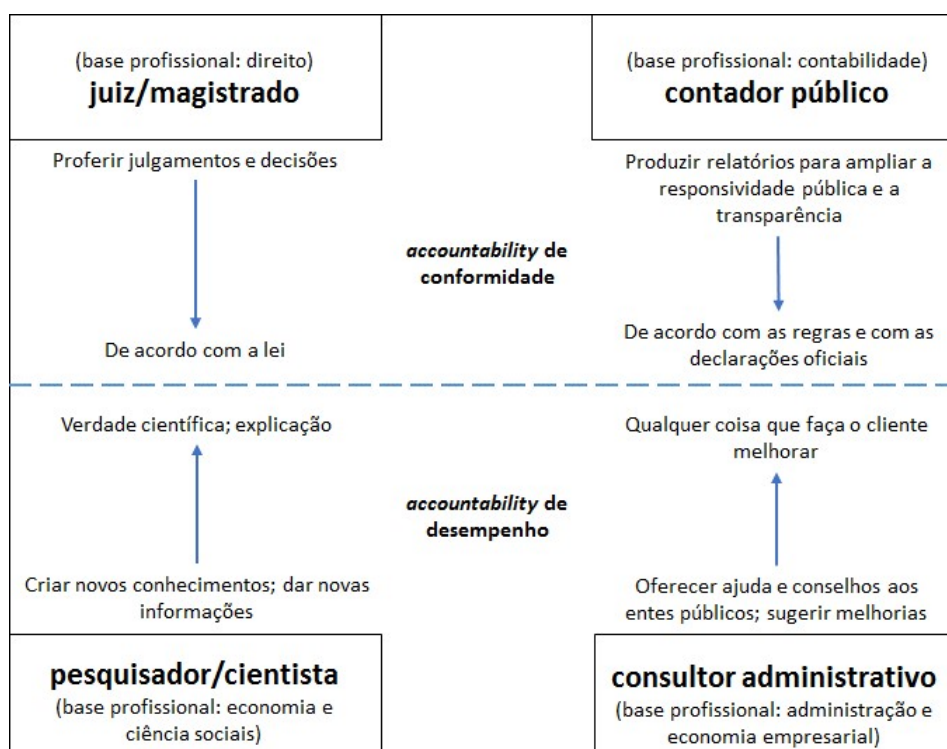 (base profissional: direito)
juiz/magistrado
(base profissional: contabilidade)
contador público
Proferir julgamentos e decisões
Produzir relatórios para ampliar a
responsividade pública e a
transparência
accountability de
conformidade
De acordo com a lei
De acordo com as regras e com as
declarações oficiais
Verdade científica; explicação
Qualquer coisa que faça o cliente
melhorar
accountability de
desempenho
Criar novos conhecimentos; dar novas
informações
Oferecer ajuda e conselhos aos
entes públicos; sugerir melhorias
pesquisador/cientista
(base profissional: economia e
ciência sociais)
consultor administrativo
(base profissional: administração e
economia empresarial)